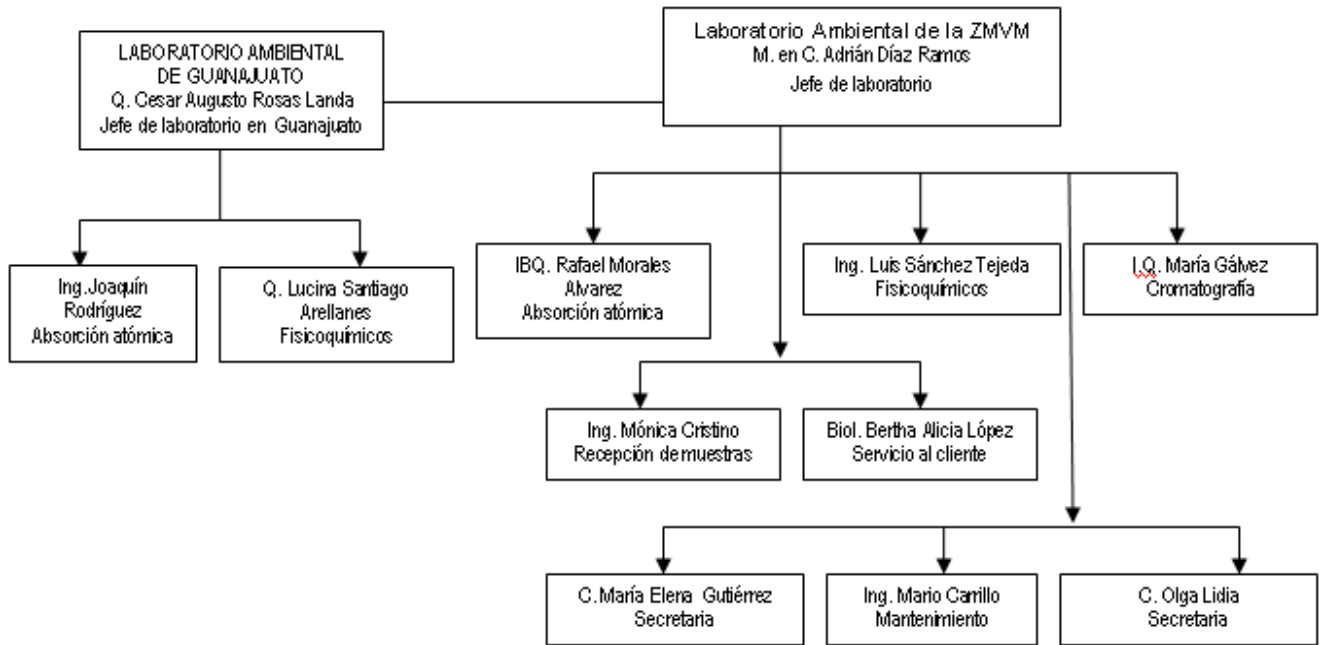 LABORATORIO AMBIENTAL
DE GUANAJUATO
Q. Cesar Augusto Rosas Landa
Jefe de laboratorio en Guanajuato
Laboratorio Ambiental de la ZMVM
M. en C. Adrián Díaz Ramos
Jefe de laboratorio
Ing.Joaquín
Rodríguez
Absorción atómica
Q. Lucina Santiago
Arellanes
Fisicoquímicos
IBQ. Rafael Morales
Alvarez
Absorción atómica
Ing. Luis Sánchez Tejeda
Fisicoquímicos
I.Q. María Gálvez
Cromatografía
Ing. Mónica Cristino
Recepción de muestras
Biol. Bertha Alicia López
Servicio al cliente
C. María Elena Gutiérrez
Secretaria
Ing. Mario Carrillo
Mantenimiento
C. Olga Lidia
Secretaria